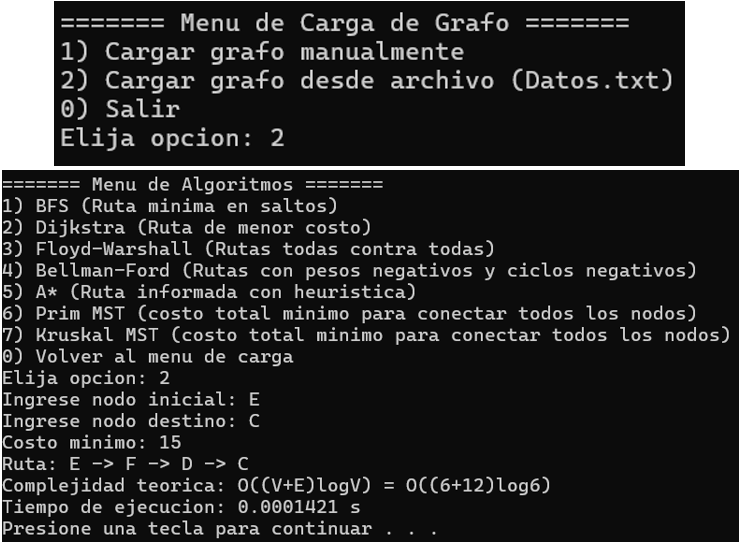 ======= Menu de Carga de Grafo =======
1) Cargar grafo manualmente
2) Cargar grafo desde archivo (Datos.txt)
0) Salir
Elija opcion: 2
======= Menu de Algoritmos =======
1) BFS (Ruta minima en saltos)
2) Dijkstra (Ruta de menor costo)
3) Floyd-Warshall (Rutas todas contra todas)
4) Bellman-Ford (Rutas con pesos negativos y ciclos negativos)
5) A* (Ruta informada con heuristica)
6) Prim MST (costo total minimo para conectar todos los nodos)
7) Kruskal MST (costo total minimo para conectar todos los nodos)
0) Volver al menu de carga
Elija opcion: 2
Ingrese nodo inicial: E
Ingrese nodo destino: C
Costo minimo: 15
Ruta: E -> F -> D -> C
Complejidad teorica: O((V+E)logV) = O((6+12)log6)
Tiempo de ejecucion: 0.0001421 s
Presione una tecla para continuar . . .